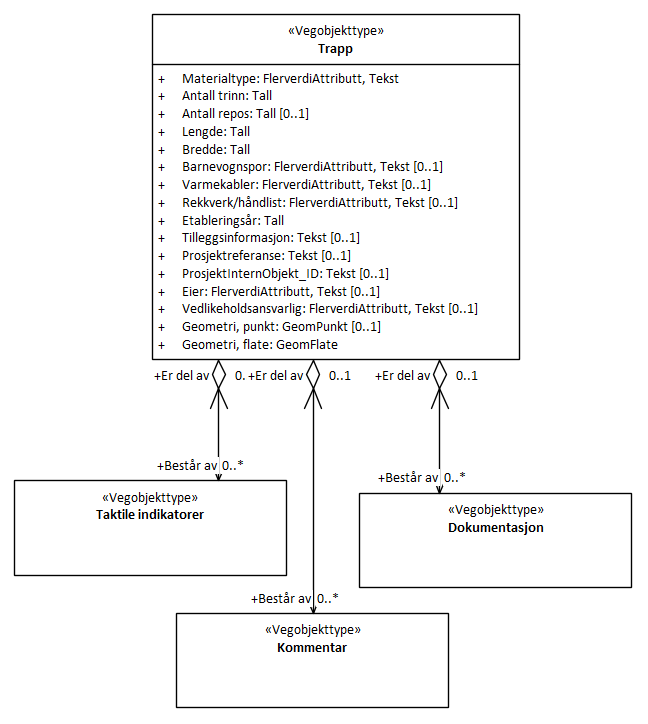 «Vegobjekttype»
Trapp
+ Materialtype: FlerverdiAttributt, Tekst
+ Antall trinn: Tall
+ Antall repos: Tall [0..1]
+ Lengde: Tall
+ Bredde: Tall
+ Barnevognspor: FlerverdiAttributt, Tekst [0..1]
+ Varmekabler: FlerverdiAttributt, Tekst [0..1]
+ Rekkverk/håndlist: FlerverdiAttributt, Tekst [0..1]
+ Etableringsår: Tall
+ Tilleggsinformasjon: Tekst [0..1]
+ Prosjektreferanse: Tekst [0..1]
+ ProsjektInternObjekt_ID: Tekst [0..1]
+ Eier: FlerverdiAttributt, Tekst [0..1]
+ Vedlikeholdsansvarlig: FlerverdiAttributt, Tekst [0..1]
+ Geometri, punkt: GeomPunkt [0..1]
+ Geometri, flate: GeomFlate
+Er del av 0. +Er del av 0..1 +Er del av 0..1
+Består av 0..*
+Består av 0..*
«Vegobjekttype»
Taktile indikatorer
«Vegobjekttype»
Dokumentasjon
+Består av 0..*
«Vegobjekttype»
Kommentar